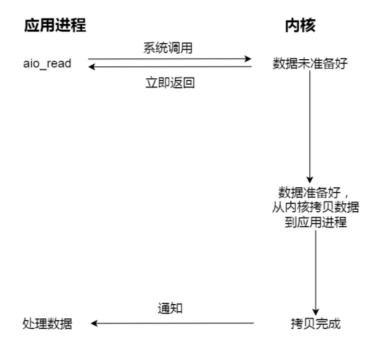 应用进程
内核
系统调用
aio_read
数据未准备好
立即返回
数据准备好，
从内核拷贝数据
到应用进程
通知
处理数据
拷贝完成